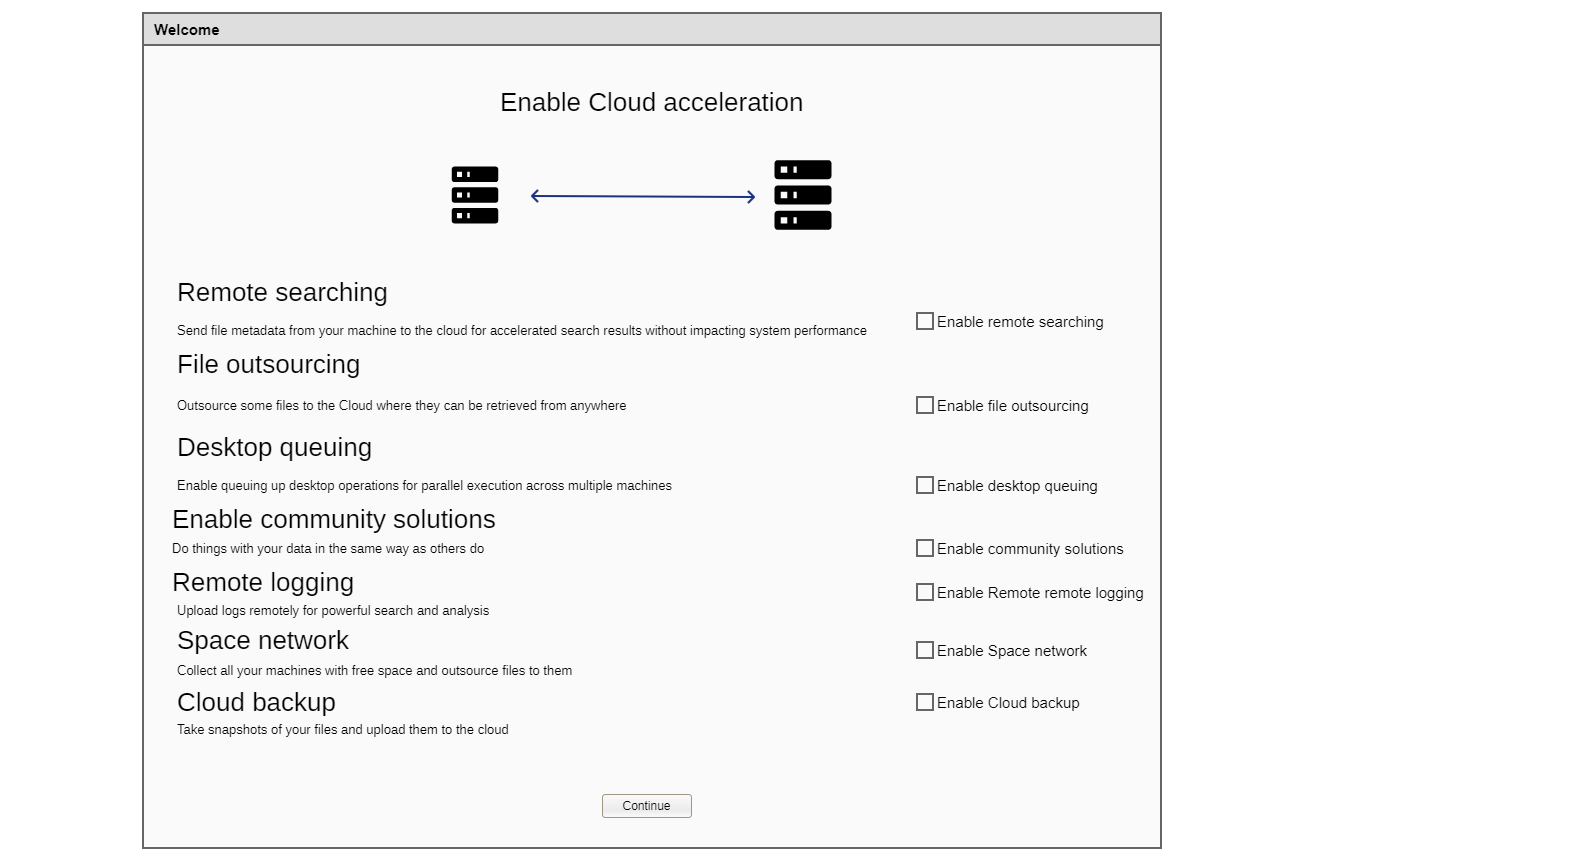 Welcome
Enable Cloud acceleration
Remote searching
Send file metadata from your machine to the cloud for accelerated search results without impacting system performance
Enable remote searching
File outsourcing
Outsource some files to the Cloud where they can be retrieved from anywhere
Enable file outsourcing
Desktop queuing
Enable queuing up desktop operations for parallel execution across multiple machines
Enable desktop queuing
Enable community solutions
Do things with your data in the same way as others do
Enable community solutions
Remote logging
Enable Remote remote logging
Upload logs remotely for powerful search and analysis
Space network
Enable Space network
Collect all your machines with free space and outsource files to them
Cloud backup
Enable Cloud backup
Take snapshots of your files and upload them to the cloud
Continue